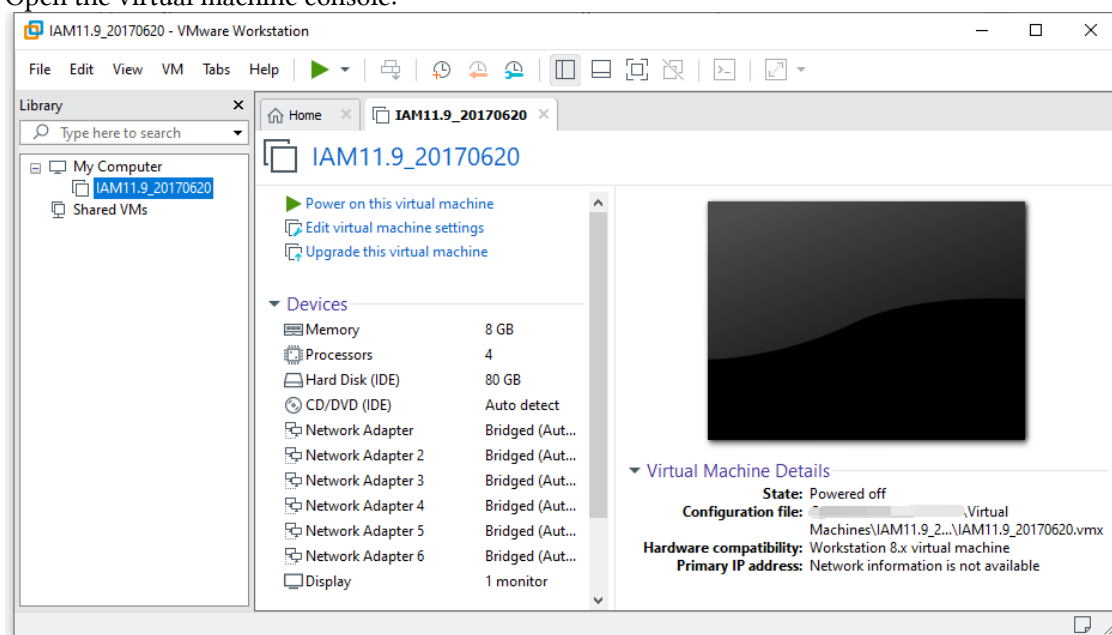 Open the virtual machine console.
IAM11.9_20170620 - VMware Workstation
File Edit View VM Tabs Help
Library
Home
IAM11.9_20170620
Type here to search
My Computer
IAM11.9_20170620
Shared VMs
IAM11.9_20170620
Power on this virtual machine
Edit virtual machine settings
Upgrade this virtual machine
Devices
Memory 8 GB
Processors 4
Hard Disk (IDE) 80 GB
CD/DVD (IDE) Auto detect
Network Adapter Bridged (Aut...
Network Adapter 2 Bridged (Aut...
Network Adapter 3 Bridged (Aut...
Network Adapter 4 Bridged (Aut...
Network Adapter 5 Bridged (Aut...
Network Adapter 6 Bridged (Aut...
Display 1 monitor
Virtual Machine Details
State: Powered off
Configuration file: \Virtual
Machines\IAM11.9_2...\IAM11.9_20170620.vmx
Hardware compatibility: Workstation 8.x virtual machine
Primary IP address: Network information is not available